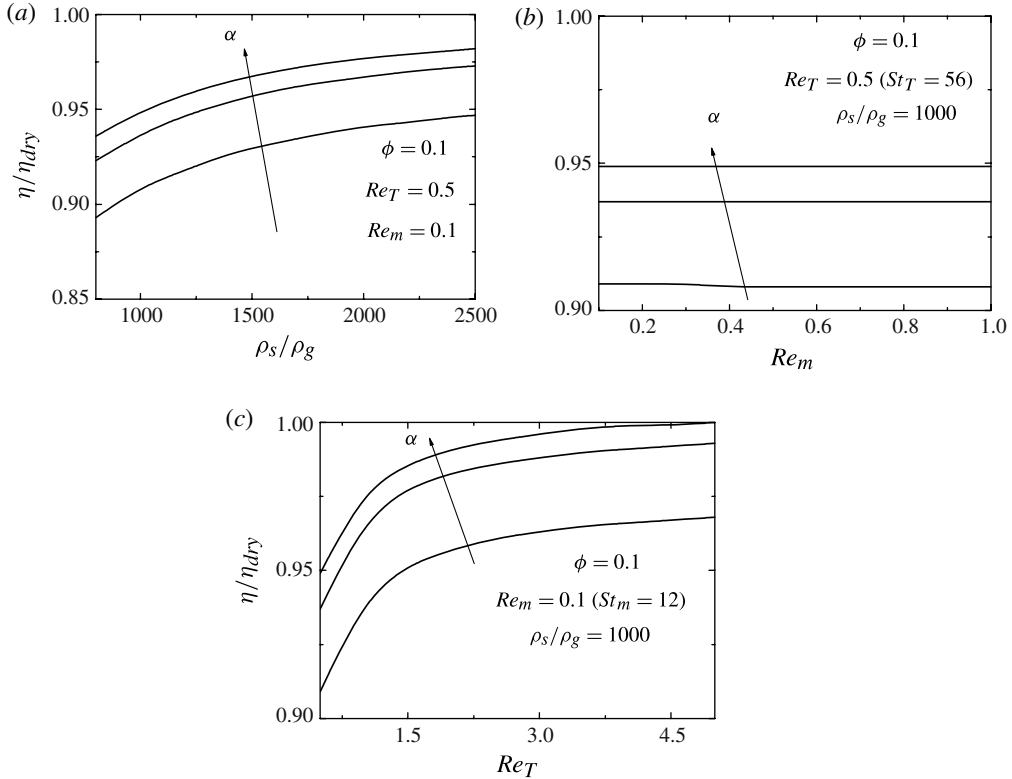 (a)
1.00
0.95
0.90
0.85
η/η_dry
α
ϕ = 0.1
Re_T = 0.5
Re_m = 0.1
1000 1500 2000 2500
ρ_s/ρ_g
(b)
1.00
0.95
0.90
ϕ = 0.1
Re_T = 0.5 (St_T = 56)
ρ_s/ρ_g = 1000
α
0.2 0.4 0.6 0.8 1.0
Re_m
(c)
1.00
0.95
0.90
η/η_dry
α
ϕ = 0.1
Re_m = 0.1 (St_m = 12)
ρ_s/ρ_g = 1000
1.5 3.0 4.5
Re_T